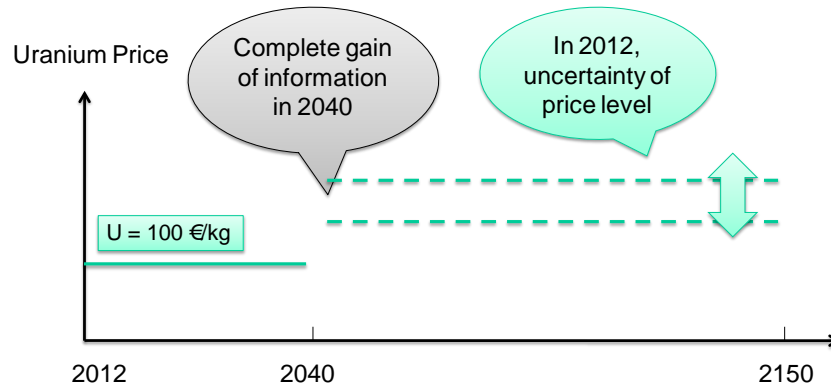 Uranium Price
Complete gain
of information
in 2040
In 2012,
uncertainty of
price level
U = 100 €/kg
2012
2040
2150